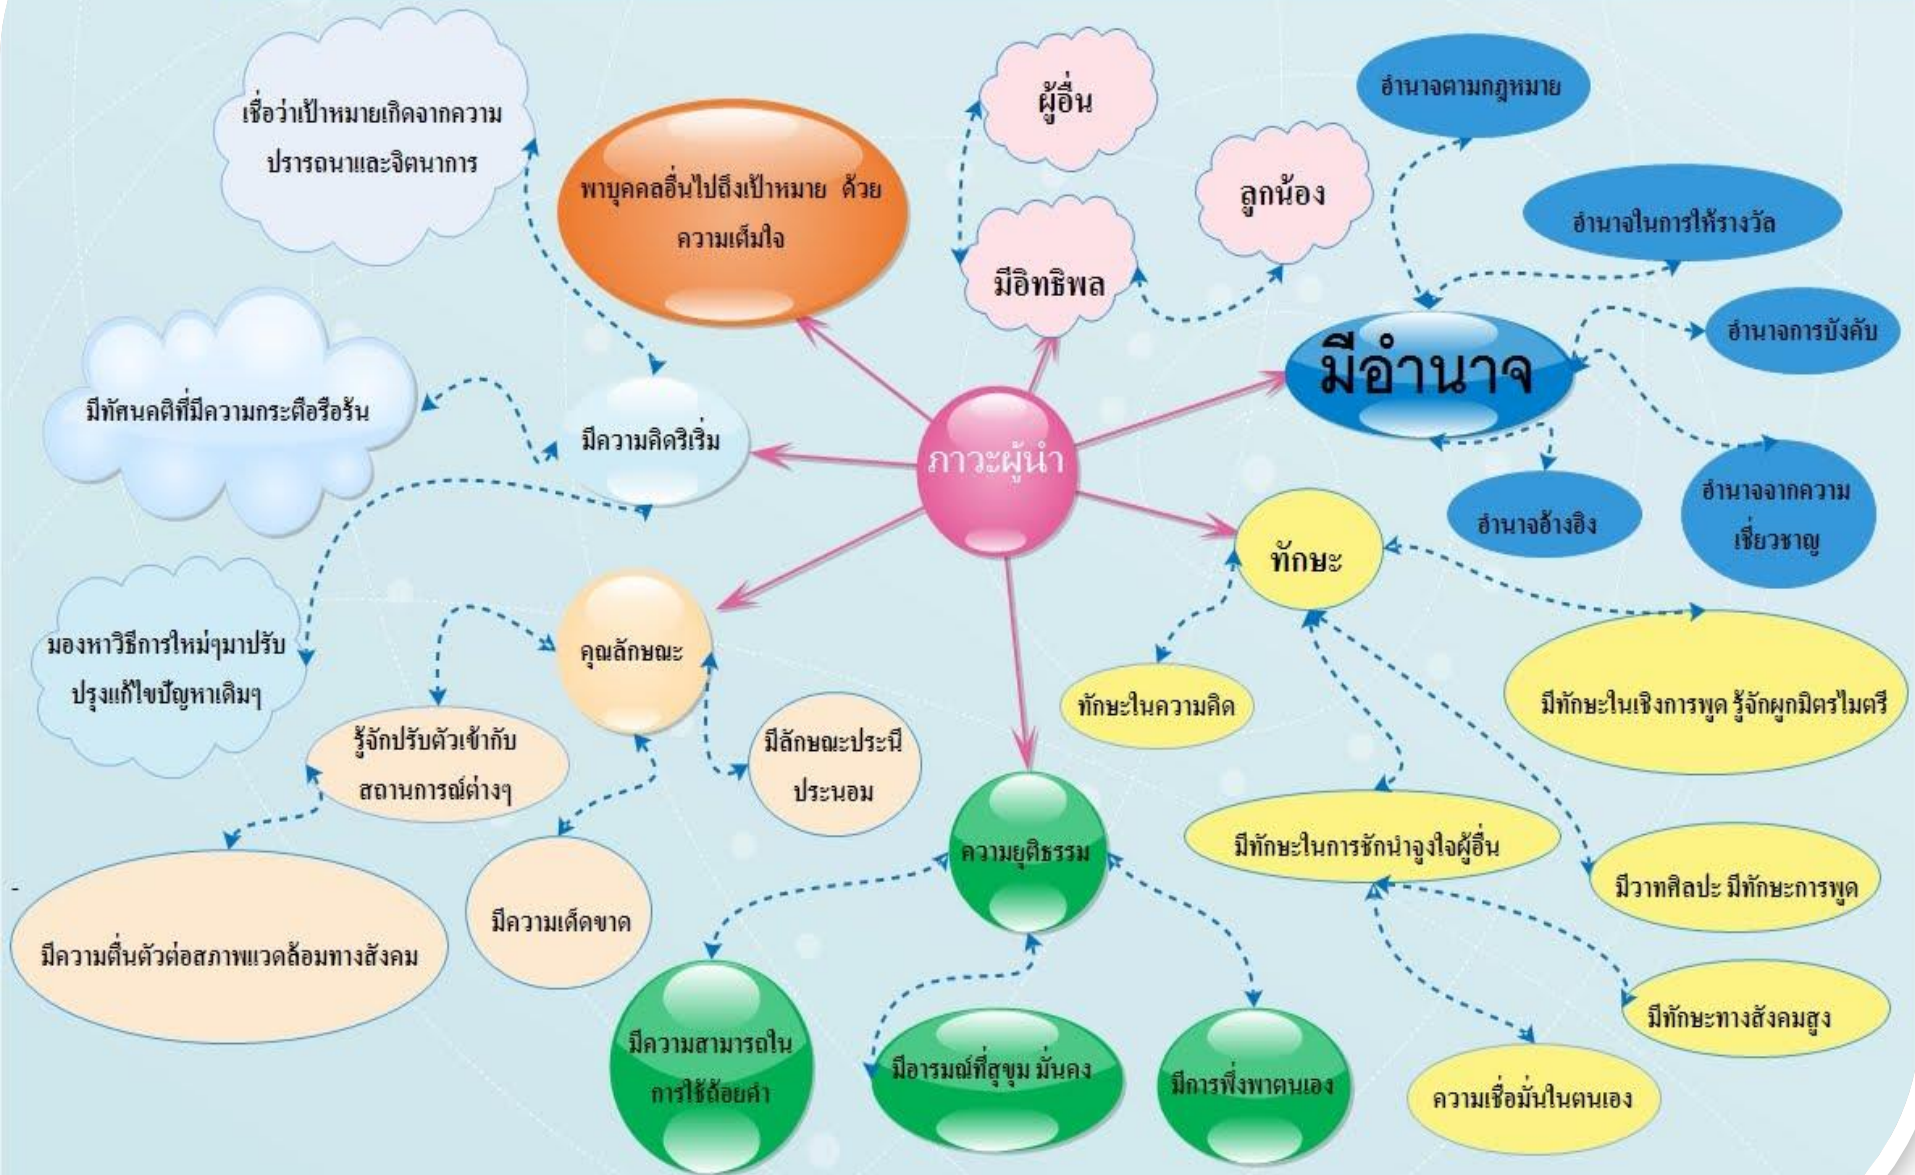 ภาวะผู้นำ
พาบุคคลอื่นไปถึงเป้าหมาย ด้วย
ความเต็มใจ
มีอิทธิพล
ผู้อื่น
ลูกน้อง
มีอำนาจ
อำนาจตามกฎหมาย
อำนาจในการให้รางวัล
อำนาจการบังคับ
อำนาจจากความ
เชี่ยวชาญ
อำนาจอ้างอิง
ทักษะ
ทักษะในความคิด
มีทักษะในเชิงการพูด รู้จักผูกมิตรไมตรี
มีทักษะในการชักนำจูงใจผู้อื่น
มีวาทศิลปะ มีทักษะการพูด
มีทักษะทางสังคมสูง
ความเชื่อมั่นในตนเอง
ความยุติธรรม
มีความสามารถใน
การใช้ถ้อยคำ
มีอารมณ์ที่สุขุม มั่นคง
มีการพึ่งพาตนเอง
คุณลักษณะ
รู้จักปรับตัวเข้ากับ
สถานการณ์ต่างๆ
มีความตื่นตัวต่อสภาพแวดล้อมทางสังคม
มีความเด็ดขาด
มีลักษณะประนี
ประนอม
มีความคิดริเริ่ม
เชื่อว่าเป้าหมายเกิดจากความ
ปรารถนาและจิตนาการ
มีทัศนคติที่มีความกระตือรือร้น
มองหาวิธีการใหม่ๆมาปรับ
ปรุงแก้ไขปัญหาเดิมๆ
-